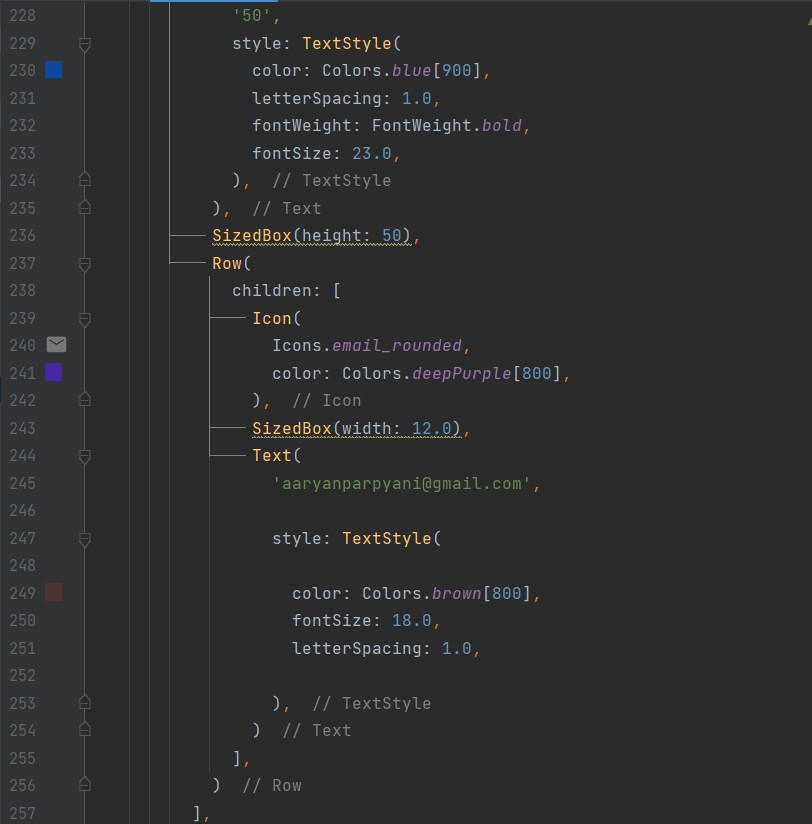 228 '50',
229 style: TextStyle(
230 color: Colors.blue[900],
231 letterSpacing: 1.0,
232 fontWeight: FontWeight.bold,
233 fontSize: 23.0,
234 ), // TextStyle
235 ), // Text
236 SizedBox(height: 50),
237 Row(
238 children: [
239 Icon(
240 Icons.email_rounded,
241 color: Colors.deepPurple[800],
242 ), // Icon
243 SizedBox(width: 12.0),
244 Text(
245 'aaryanparpyani@gmail.com',
246
247 style: TextStyle(
248
249 color: Colors.brown[800],
250 fontSize: 18.0,
251 letterSpacing: 1.0,
252
253 ), // TextStyle
254 ) // Text
255 ],
256 ) // Row
257 ],